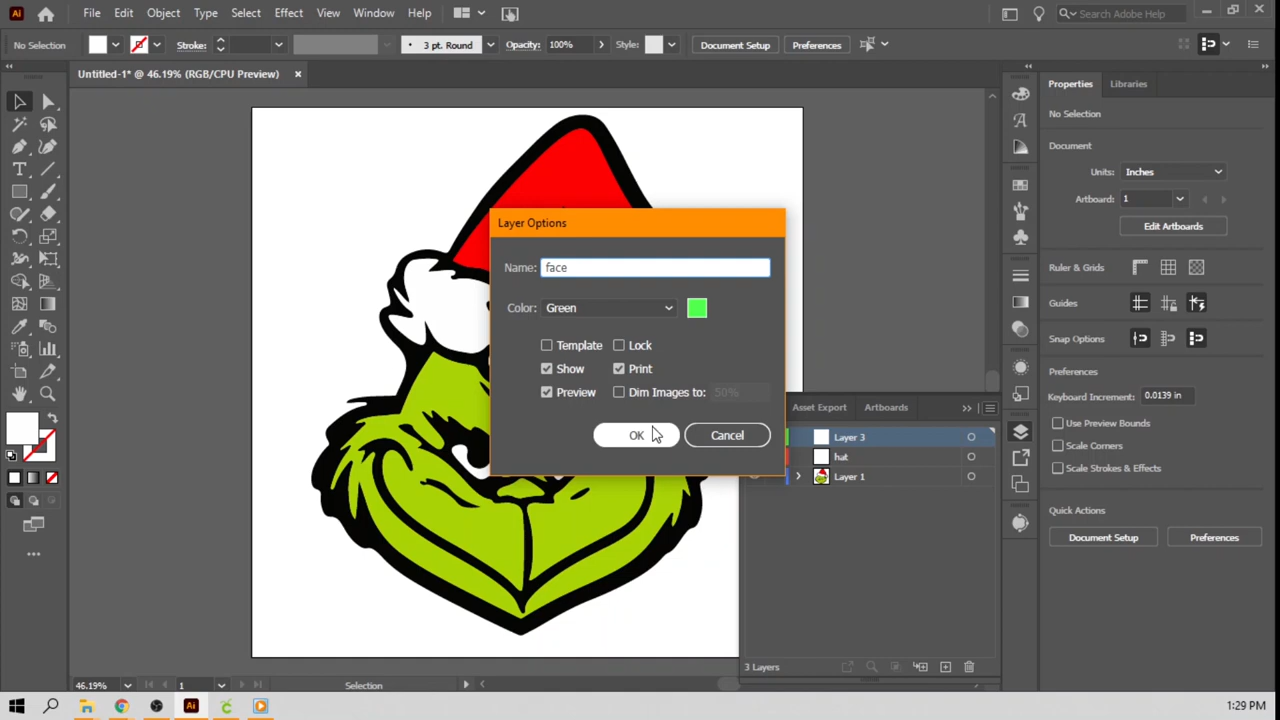 Ai File Edit Object Type Select Effect View Window Help Search Adobe Help
No Selection Stroke: 3 pt. Round Opacity: 100% Style: Document Setup Preferences
Untitled-1* @ 46.19% (RGB/CPU Preview)
Properties Libraries
No Selection
Document
Units: Inches
Artboard: 1
Edit Artboards
Ruler & Grids
Guides
Snap Options
Preferences
Keyboard Increment: 0.0139 in
Use Preview Bounds
Scale Corners
Scale Strokes & Effects
Quick Actions
Document Setup Preferences
Layer Options
Name: face
Color: Green
Template Lock
Show Print
Preview Dim Images to: 50%
OK Cancel
Asset Export Artboards
Layer 3
hat
Layer 1
3 Layers
46.19% 1 Selection
Ai 1:29 PM